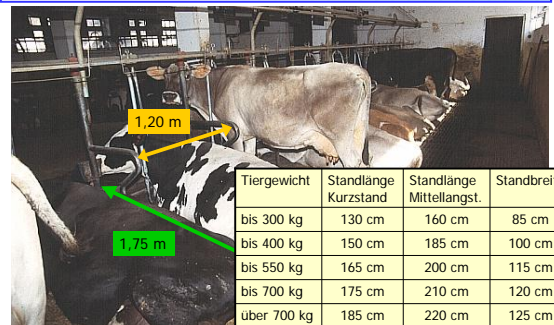 1,20 m
1,75 m
Tiergewicht Standlänge Kurzstand Standlänge Mittellangst. Standbreit
bis 300 kg 130 cm 160 cm 85 cm
bis 400 kg 150 cm 185 cm 100 cm
bis 550 kg 165 cm 200 cm 115 cm
bis 700 kg 175 cm 210 cm 120 cm
über 700 kg 185 cm 220 cm 125 cm